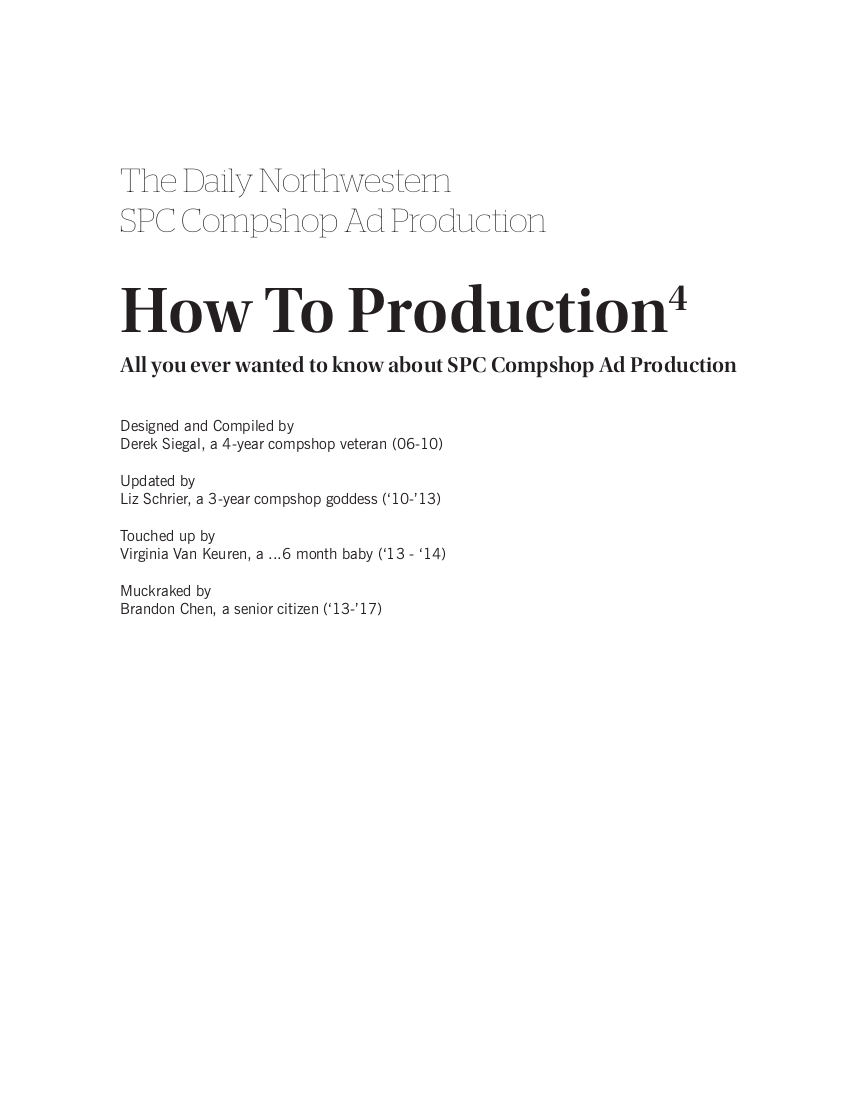 The Daily Northwestern
SPC Compshop Ad Production
How To Production⁴
All you ever wanted to know about SPC Compshop Ad Production
Designed and Compiled by
Derek Siegal, a 4-year compshop veteran (06-10)
Updated by
Liz Schrier, a 3-year compshop goddess (‘10-’13)
Touched up by
Virginia Van Keuren, a ...6 month baby (‘13 - ‘14)
Muckraked by
Brandon Chen, a senior citizen (‘13-’17)